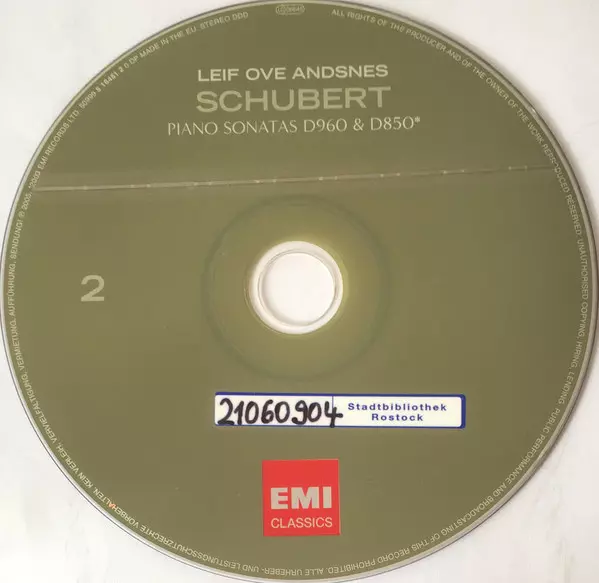 LEIF OVE ANDSNES
SCHUBERT
PIANO SONATAS D960 & D850*
2
21060904
Stadtbibliothek
Rostock
EMI
CLASSICS
MADE IN THE EU. STEREO DDD
ALL RIGHTS OF THE PRODUCER AND OF THE OWNER OF THE WORK REPRODUCED RESERVED. UNAUTHORISED COPYING, HIRING, LENDING, PUBLIC PERFORMANCE AND BROADCASTING OF THIS RECORD PROHIBITED. ALLE URHEBER- UND LEISTUNGSSCHUTZRECHTE VORBEHALTEN. KEIN VERLEIH, VERVIELFÄLTIGUNG, VERMIETUNG, AUFFÜHRUNG, SENDUNG!
EMI RECORDS LTD.